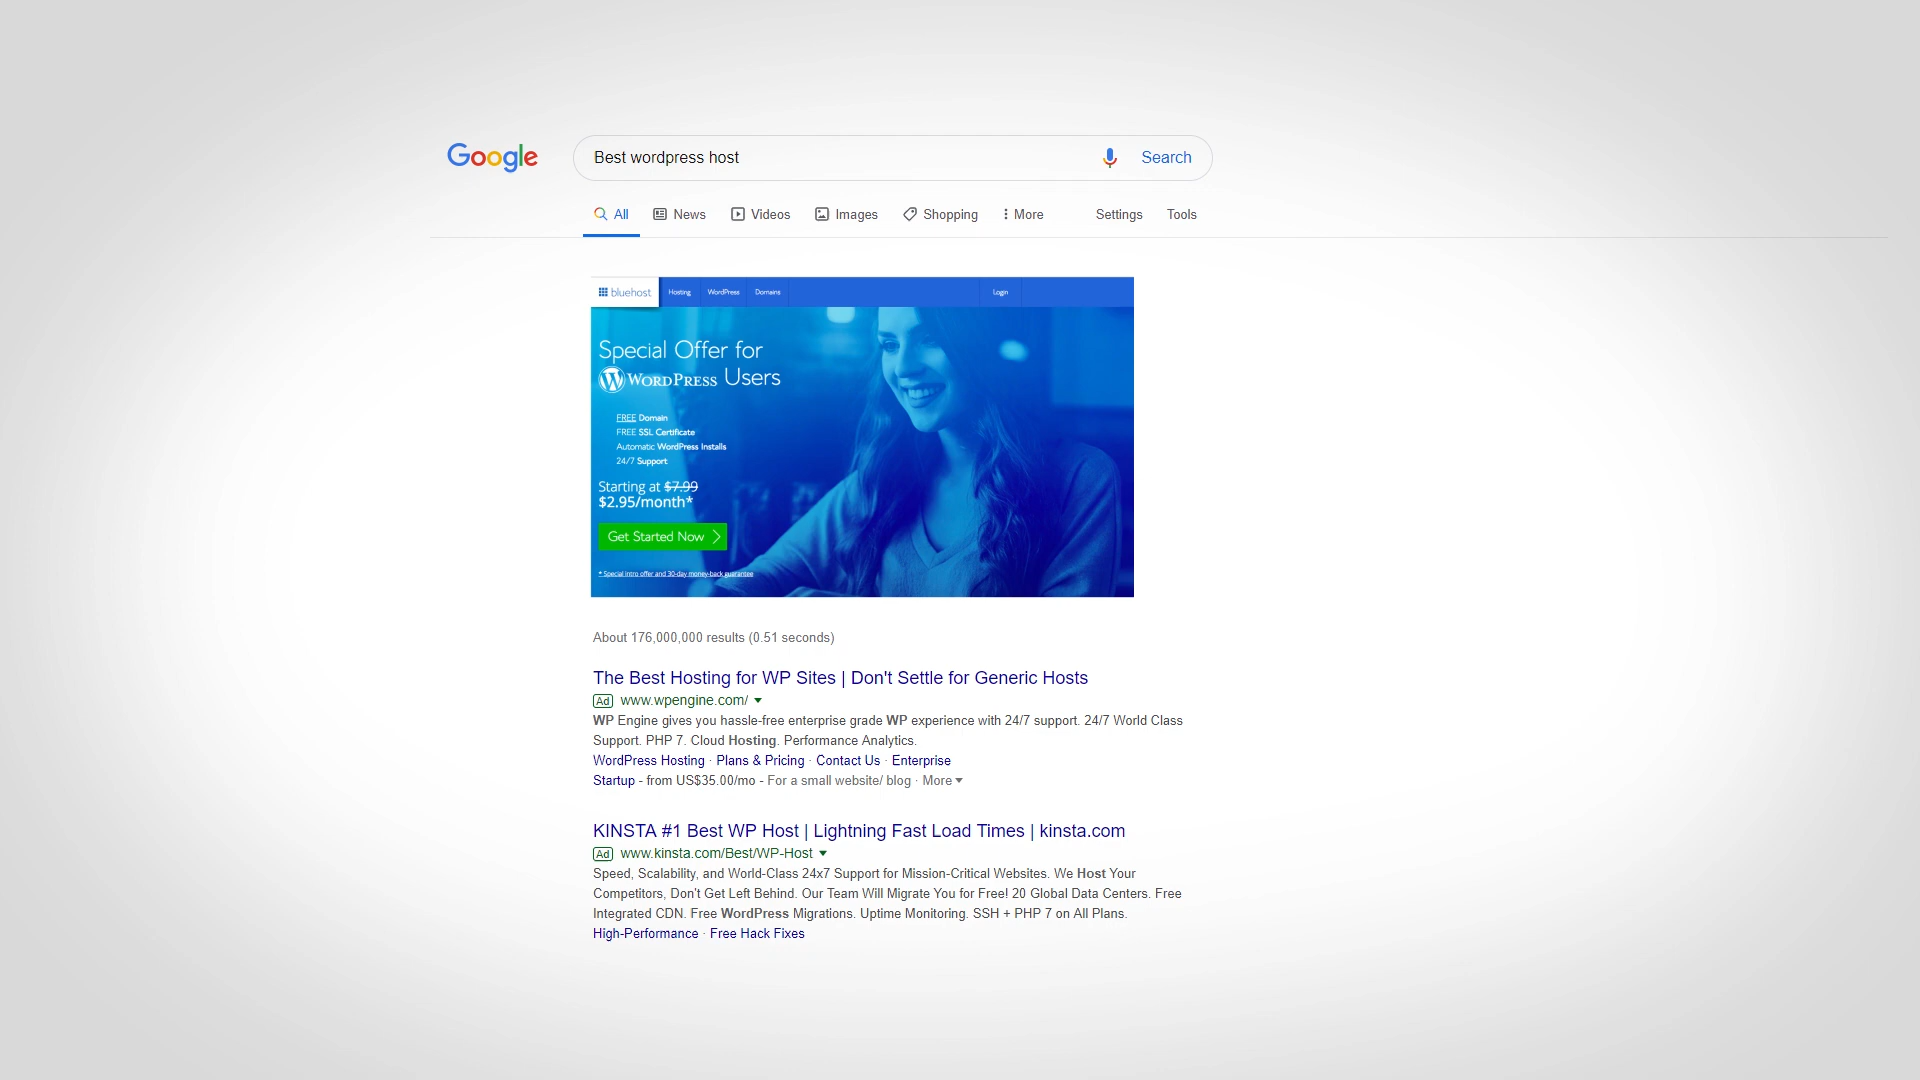 Google
Best wordpress host
Search
All
News
Videos
Images
Shopping
More
Settings
Tools
bluehost
Hosting
WordPress
Domains
Login
Special Offer for
WORDPRESS Users
FREE Domain
FREE SSL Certificate
Automatic WordPress Installs
24/7 Support
Starting at $7.99
$2.95/month*
Get Started Now
* Special intro offer and 30-day money-back guarantee
About 176,000,000 results (0.51 seconds)
The Best Hosting for WP Sites | Don't Settle for Generic Hosts
Ad www.wpengine.com/
WP Engine gives you hassle-free enterprise grade WP experience with 24/7 support. 24/7 World Class
Support. PHP 7. Cloud Hosting. Performance Analytics.
WordPress Hosting · Plans & Pricing · Contact Us · Enterprise
Startup - from US$35.00/mo - For a small website/ blog · More
KINSTA #1 Best WP Host | Lightning Fast Load Times | kinsta.com
Ad www.kinsta.com/Best/WP-Host
Speed, Scalability, and World-Class 24x7 Support for Mission-Critical Websites. We Host Your
Competitors, Don't Get Left Behind. Our Team Will Migrate You for Free! 20 Global Data Centers. Free
Integrated CDN. Free WordPress Migrations. Uptime Monitoring. SSH + PHP 7 on All Plans.
High-Performance · Free Hack Fixes